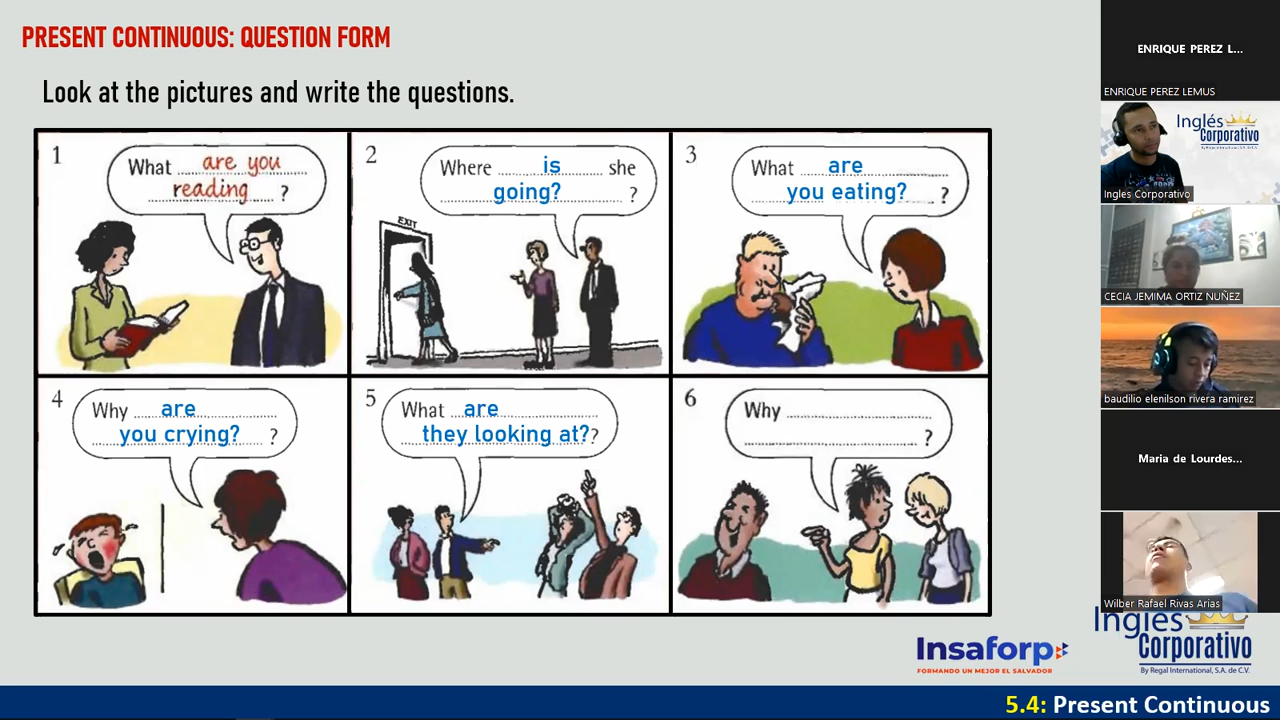 PRESENT CONTINUOUS: QUESTION FORM
Look at the pictures and write the questions.
1
What are you
reading ?
2
Where is she
going? ?
EXIT
3
What are
you eating? ?
4
Why are
you crying? ?
5
What are
they looking at??
6
Why
?
ENRIQUE PEREZ L...
ENRIQUE PEREZ LEMUS
Inglés
Corporativo
By Regal International, S.A. de C.V.
Ingles Corporativo
CECIA JEMIMA ORTIZ NUÑEZ
baudilio elenilson rivera ramirez
Maria de Lourdes...
Wilber Rafael Rivas Arias
Insaforp
FORMANDO UN MEJOR EL SALVADOR
Inglés
Corporativo
By Regal International, S.A. de C.V.
5.4: Present Continuous